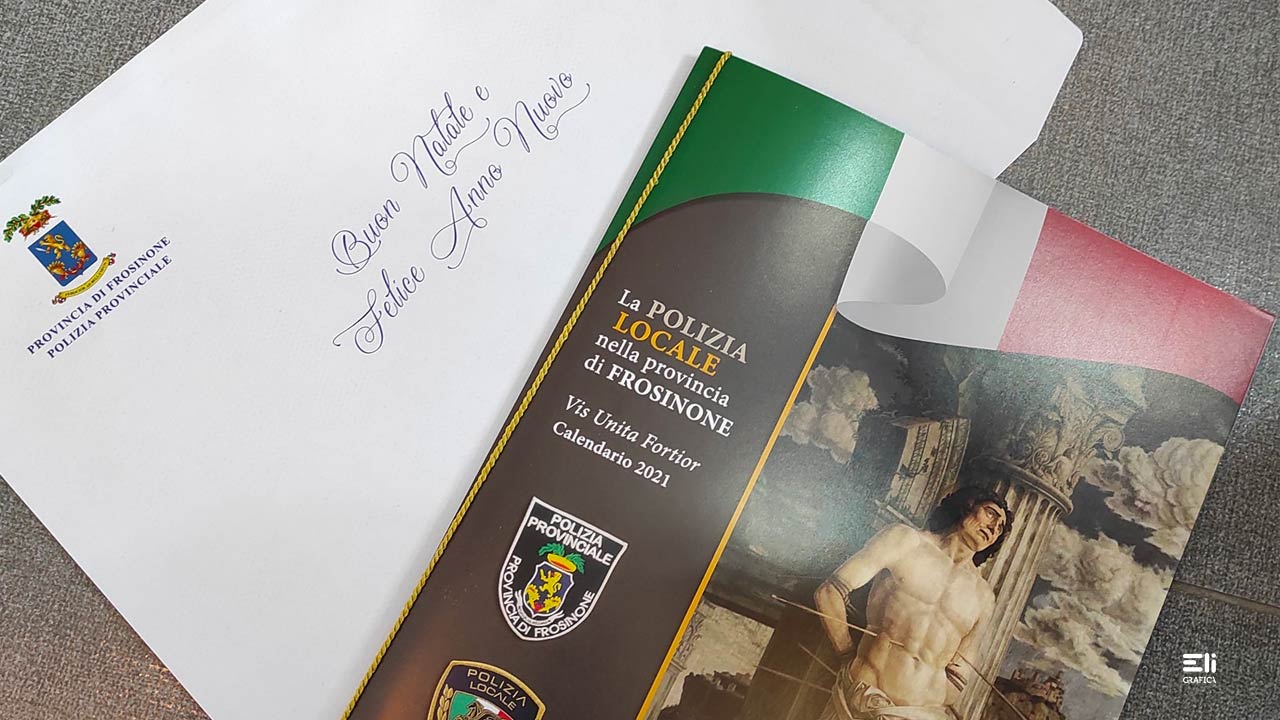 Buon Natale e
Felice Anno Nuovo
PROVINCIA DI FROSINONE
POLIZIA PROVINCIALE
La POLIZIA
LOCALE
nella provincia
di FROSINONE
Vis Unita Fortior
Calendario 2021
POLIZIA
PROVINCIALE
PROVINCIA DI FROSINONE
POLIZIA
LOCALE
Eli
GRAFICA